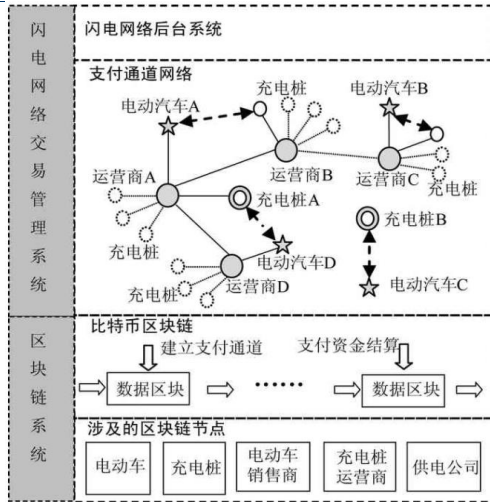 闪电网络交易管理系统
闪电网络后台系统
支付通道网络
充电桩
电动汽车B
电动汽车A
运营商A
运营商B
运营商C
充电桩
充电桩A
充电桩B
充电桩
电动汽车D
电动汽车C
充电桩
运营商D
区块链系统
比特币区块链
建立支付通道
支付资金结算
数据区块
......
数据区块
涉及的区块链节点
电动车
充电桩
电动车
销售商
充电桩
运营商
供电公司